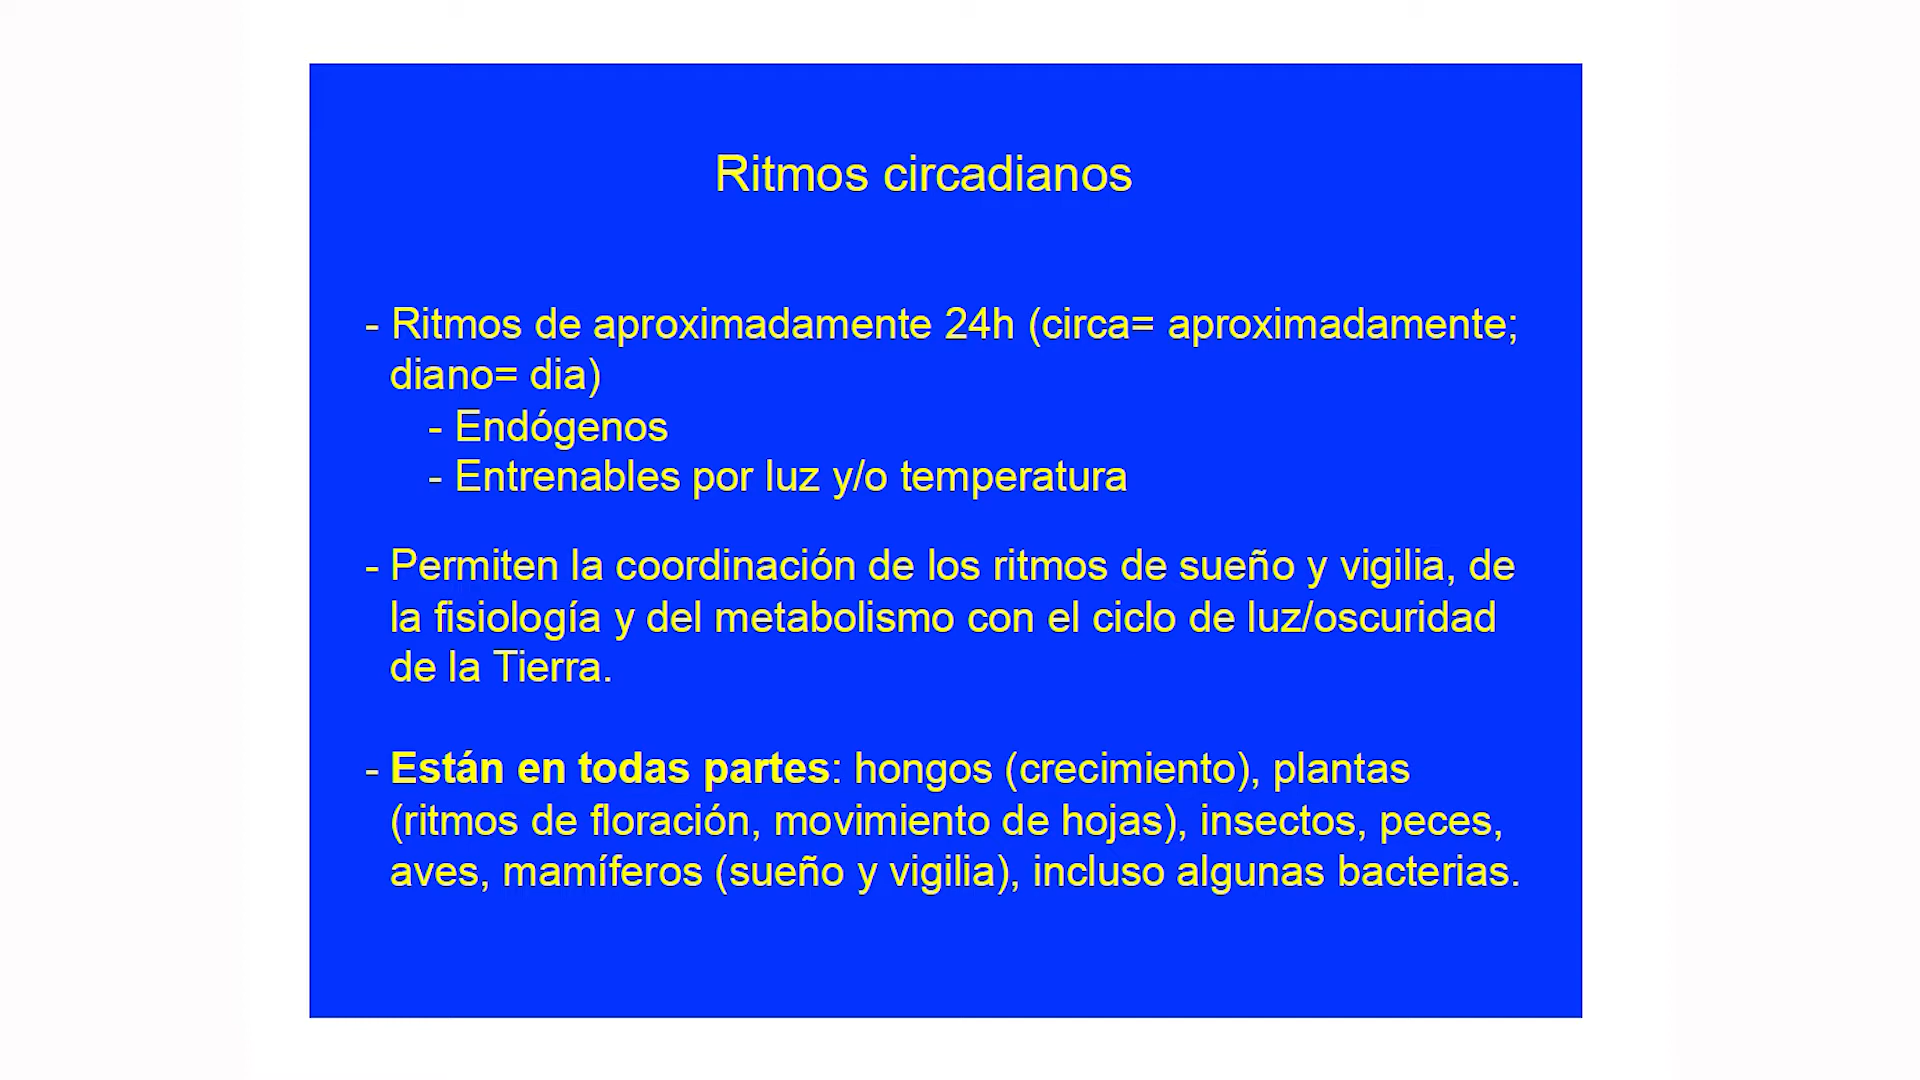 Ritmos circadianos
- Ritmos de aproximadamente 24h (circa= aproximadamente;
diano= dia)
- Endógenos
- Entrenables por luz y/o temperatura
- Permiten la coordinación de los ritmos de sueño y vigilia, de
la fisiología y del metabolismo con el ciclo de luz/oscuridad
de la Tierra.
- Están en todas partes: hongos (crecimiento), plantas
(ritmos de floración, movimiento de hojas), insectos, peces,
aves, mamíferos (sueño y vigilia), incluso algunas bacterias.